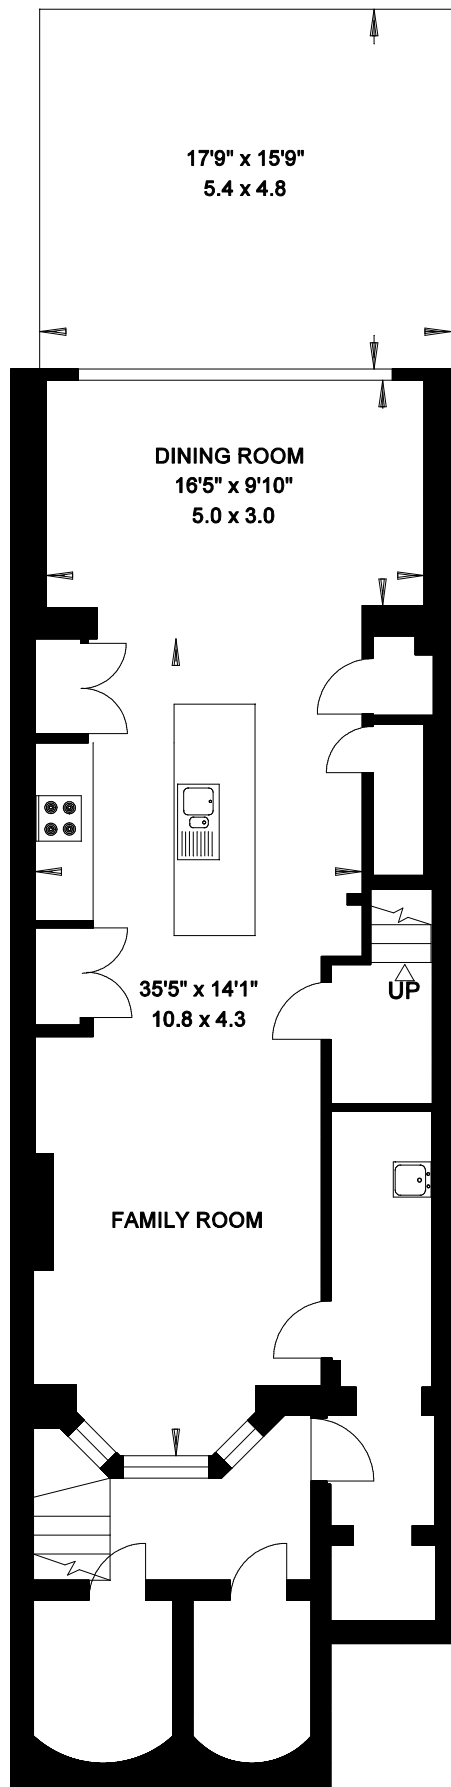 17'9" x 15'9"
5.4 x 4.8
DINING ROOM
16'5" x 9'10"
5.0 x 3.0
UP
35'5" x 14'1"
10.8 x 4.3
FAMILY ROOM